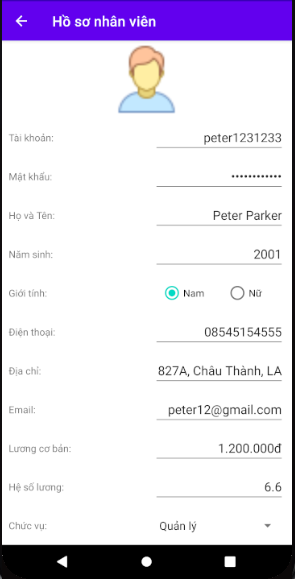 Hồ sơ nhân viên
Tài khoản: peter1231233
Mật khẩu: ••••••••••••
Họ và Tên: Peter Parker
Năm sinh: 2001
Giới tính: Nam Nữ
Điện thoại: 08545154555
Địa chỉ: 827A, Châu Thành, LA
Email: peter12@gmail.com
Lương cơ bản: 1.200.000đ
Hệ số lương: 6.6
Chức vụ: Quản lý